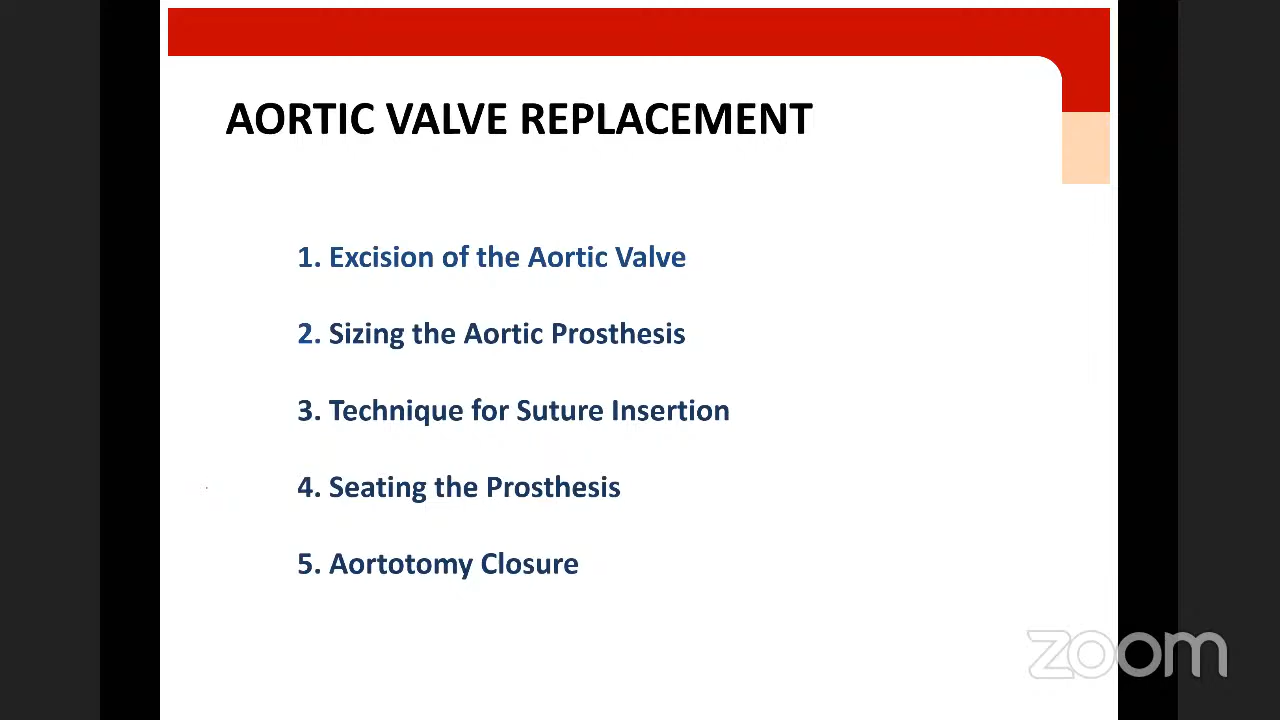 AORTIC VALVE REPLACEMENT
1. Excision of the Aortic Valve
2. Sizing the Aortic Prosthesis
3. Technique for Suture Insertion
4. Seating the Prosthesis
5. Aortotomy Closure
zoom